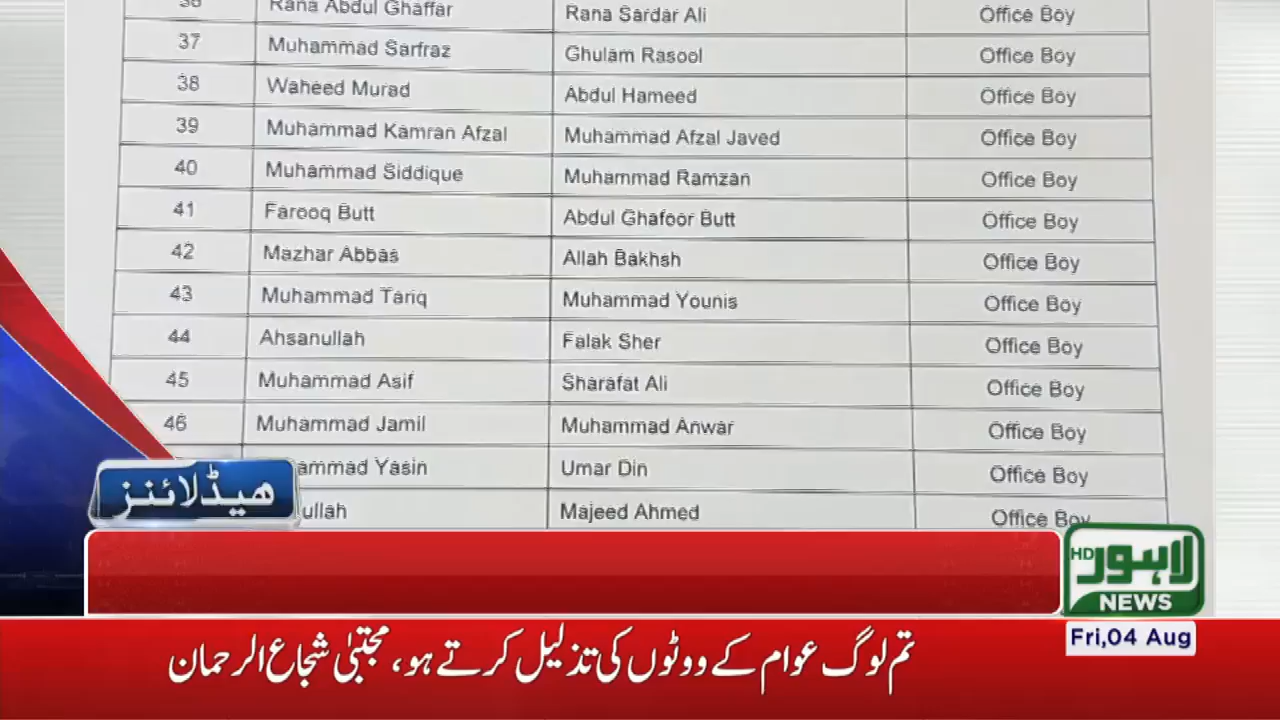 36 Rana Abdul Ghaffar Rana Sardar Ali Office Boy
37 Muhammad Sarfraz Ghulam Rasool Office Boy
38 Waheed Murad Abdul Hameed Office Boy
39 Muhammad Kamran Afzal Muhammad Afzal Javed Office Boy
40 Muhammad Siddique Muhammad Ramzan Office Boy
41 Farooq Butt Abdul Ghafoor Butt Office Boy
42 Mazhar Abbas Allah Bakhsh Office Boy
43 Muhammad Tariq Muhammad Younis Office Boy
44 Ahsanullah Falak Sher Office Boy
45 Muhammad Asif Sharafat Ali Office Boy
46 Muhammad Jamil Muhammad Anwar Office Boy
ammad Yasin Umar Din Office Boy
ullah Majeed Ahmed Office Boy
ہیڈلائنز
HD لاہور
NEWS
Fri,04 Aug
تم لوگ عوام کے ووٹوں کی تذلیل کرتے ہو، مجتبیٰ شجاع الرحمان